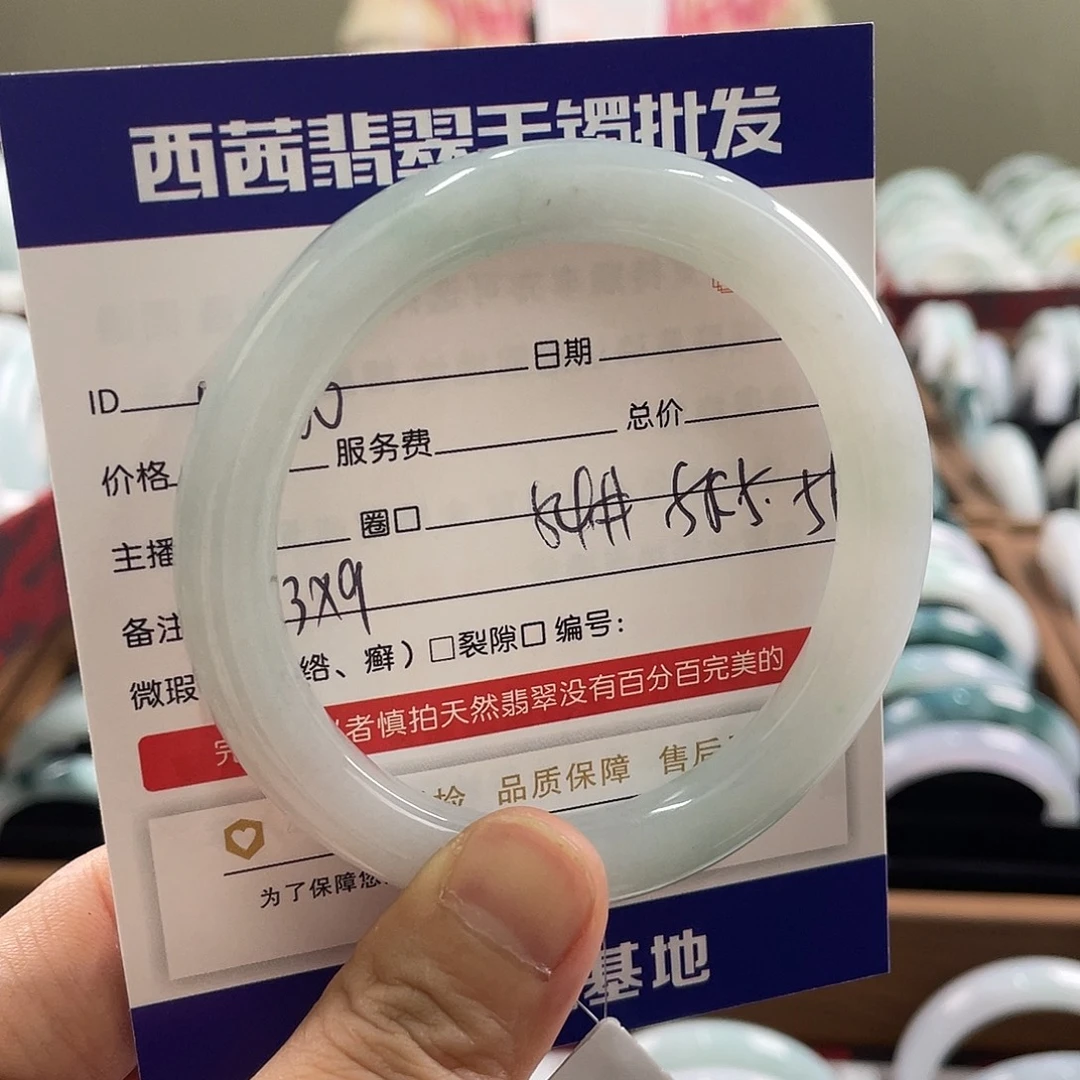 西茜翡翠玉镯批发
ID 日期
价格 服务费 总价
主播 圈口
备注 3X9
微瑕 络、癣）□裂隙□ 编号：
完 者慎拍天然翡翠没有百分百完美的
检 品质保障 售后
为了保障您
基地